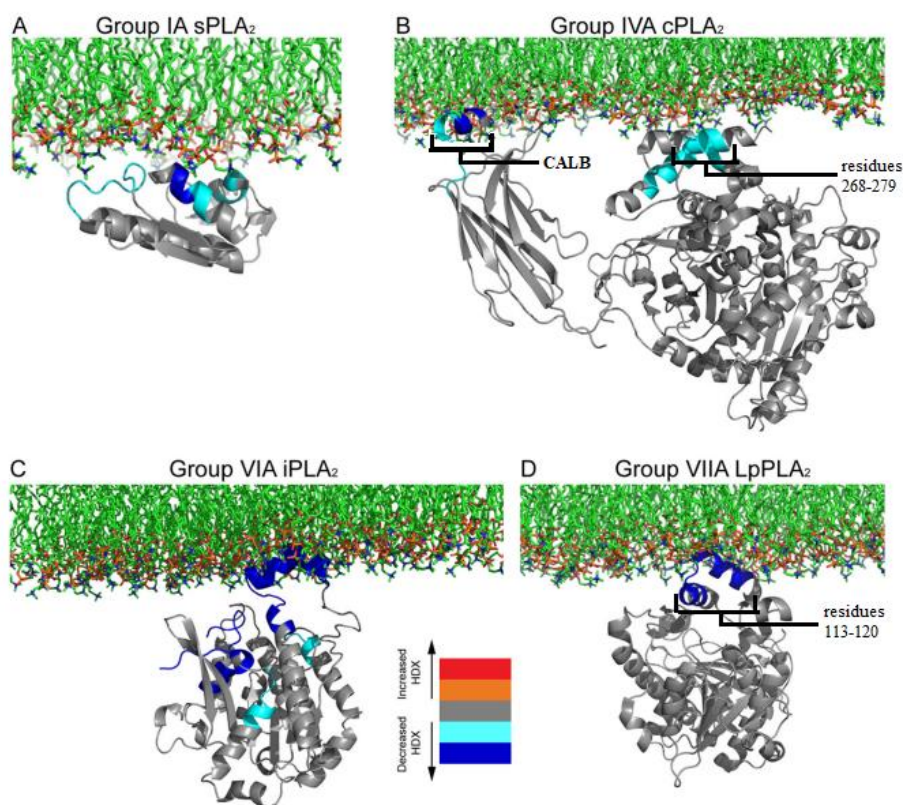 A
Group IA sPLA₂
B
Group IVA cPLA₂
CALB
residues
268-279
C
Group VIA iPLA₂
D
Group VIIA LpPLA₂
residues
113-120
Increased
HDX
Decreased
HDX